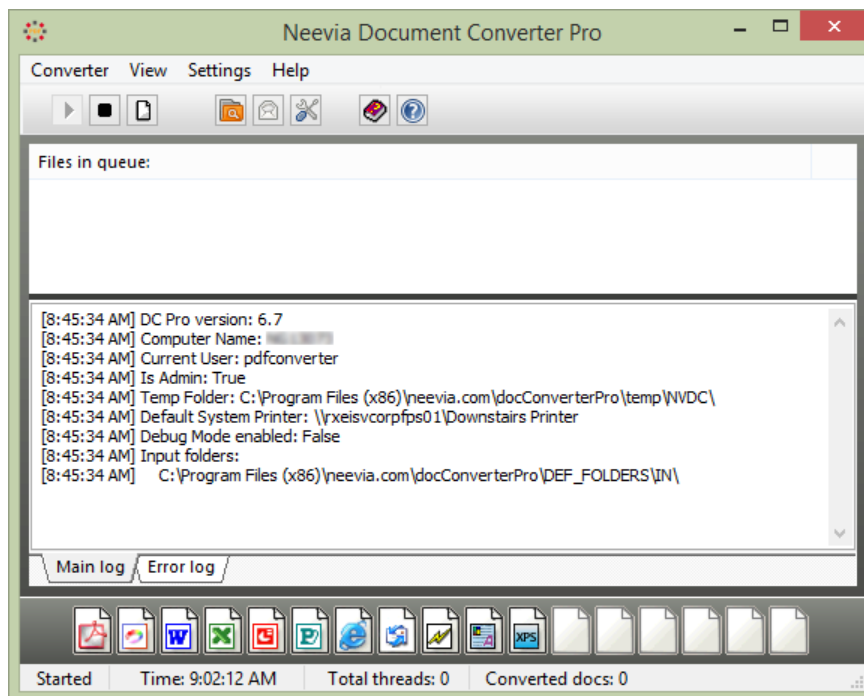 Neevia Document Converter Pro
Converter View Settings Help
Files in queue:
[8:45:34 AM] DC Pro version: 6.7
[8:45:34 AM] Computer Name:
[8:45:34 AM] Current User: pdfconverter
[8:45:34 AM] Is Admin: True
[8:45:34 AM] Temp Folder: C:\Program Files (x86)\neevia.com\docConverterPro\temp\NVDC\
[8:45:34 AM] Default System Printer: \\rxeisvcorpfps01\Downstairs Printer
[8:45:34 AM] Debug Mode enabled: False
[8:45:34 AM] Input folders:
[8:45:34 AM] C:\Program Files (x86)\neevia.com\docConverterPro\DEF_FOLDERS\IN\
Main log Error log
XPS
Started Time: 9:02:12 AM Total threads: 0 Converted docs: 0